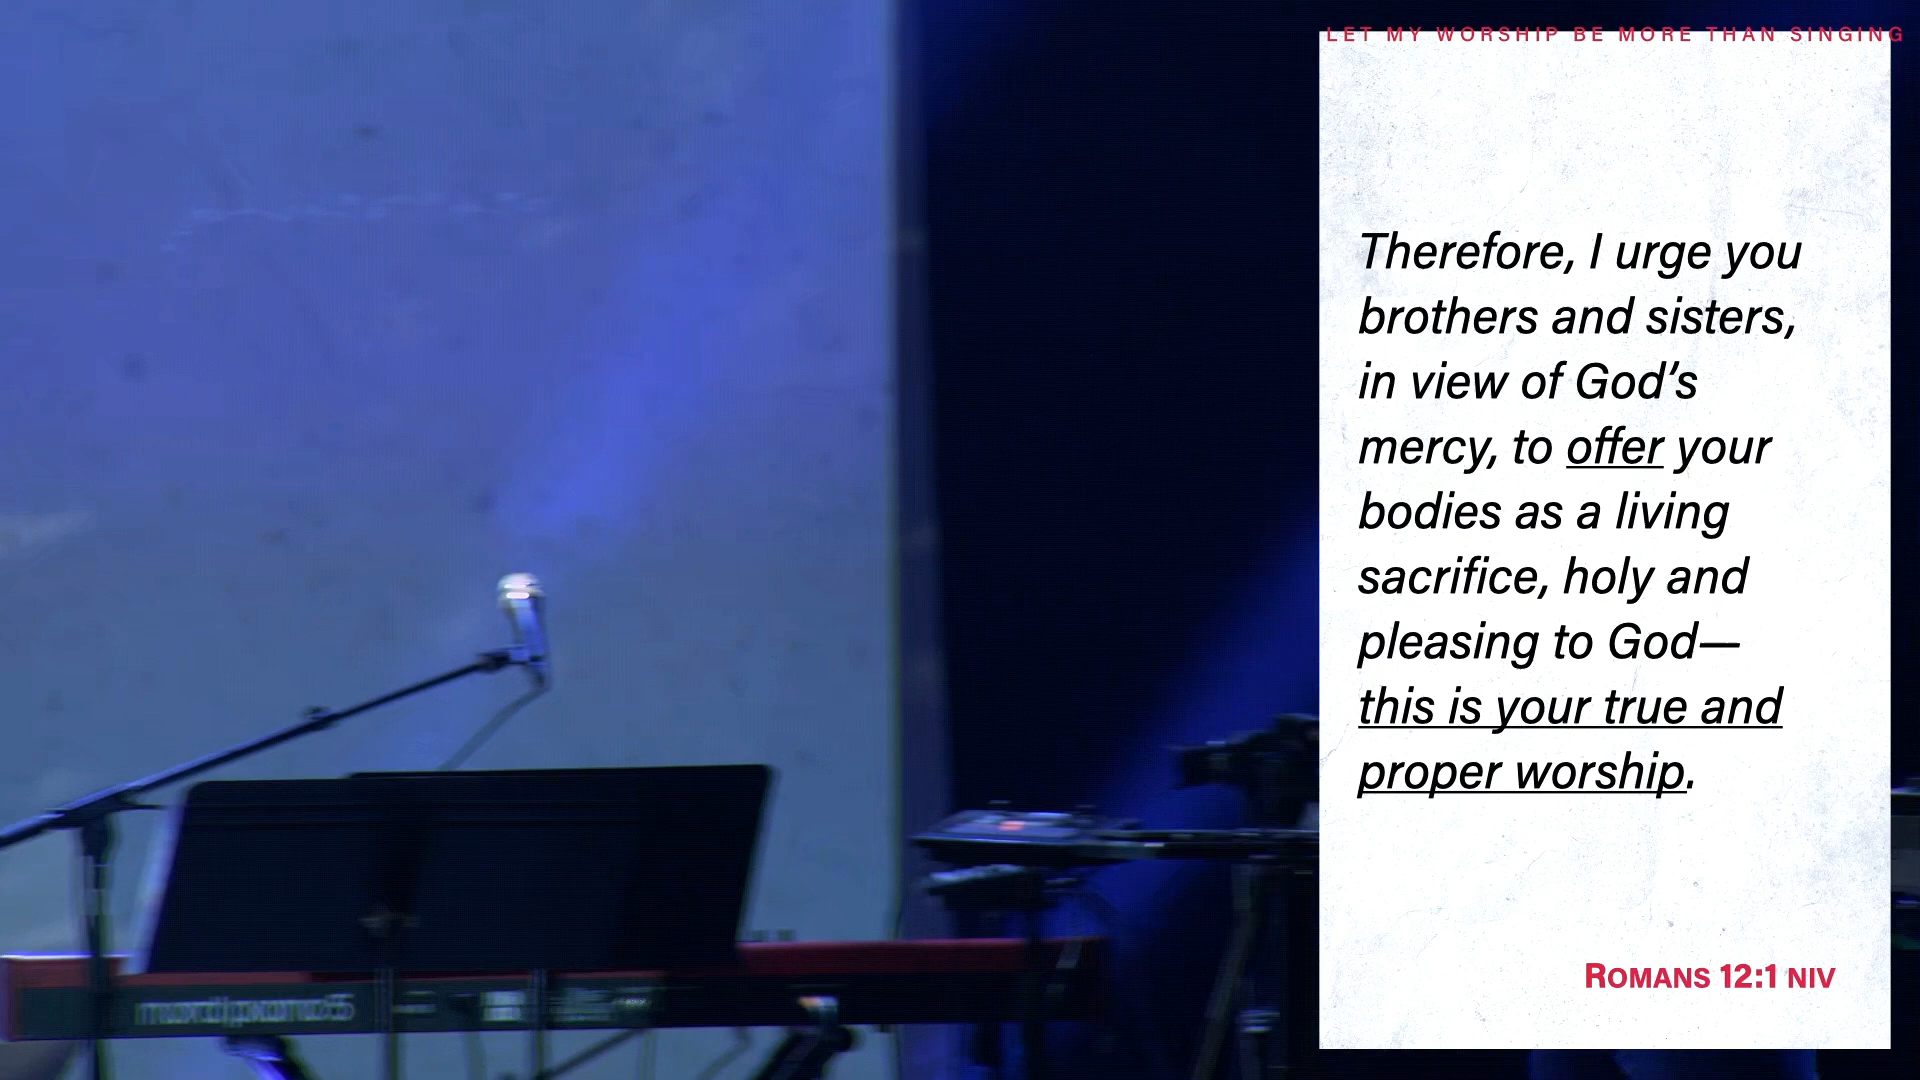 LET MY WORSHIP BE MORE THAN SINGING
Therefore, I urge you
brothers and sisters,
in view of God’s
mercy, to offer your
bodies as a living
sacrifice, holy and
pleasing to God—
this is your true and
proper worship.
ROMANS 12:1 NIV